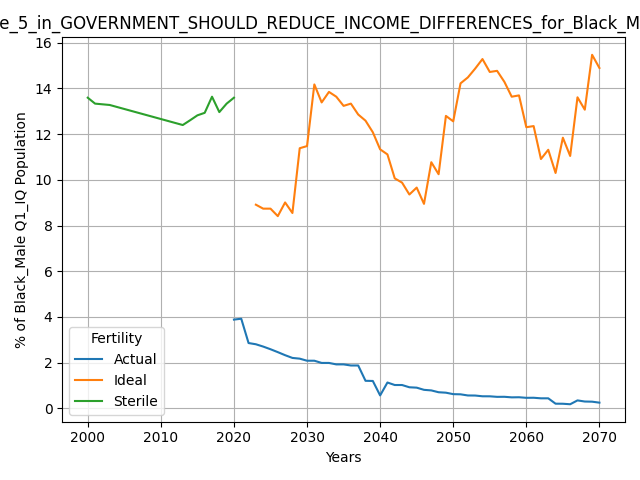 e_5_in_GOVERNMENT_SHOULD_REDUCE_INCOME_DIFFERENCES_for_Black_M
16
14
12
10
8
6
4
2
0
% of Black_Male Q1_IQ Population
Fertility
Actual
Ideal
Sterile
2000 2010 2020 2030 2040 2050 2060 2070
Years